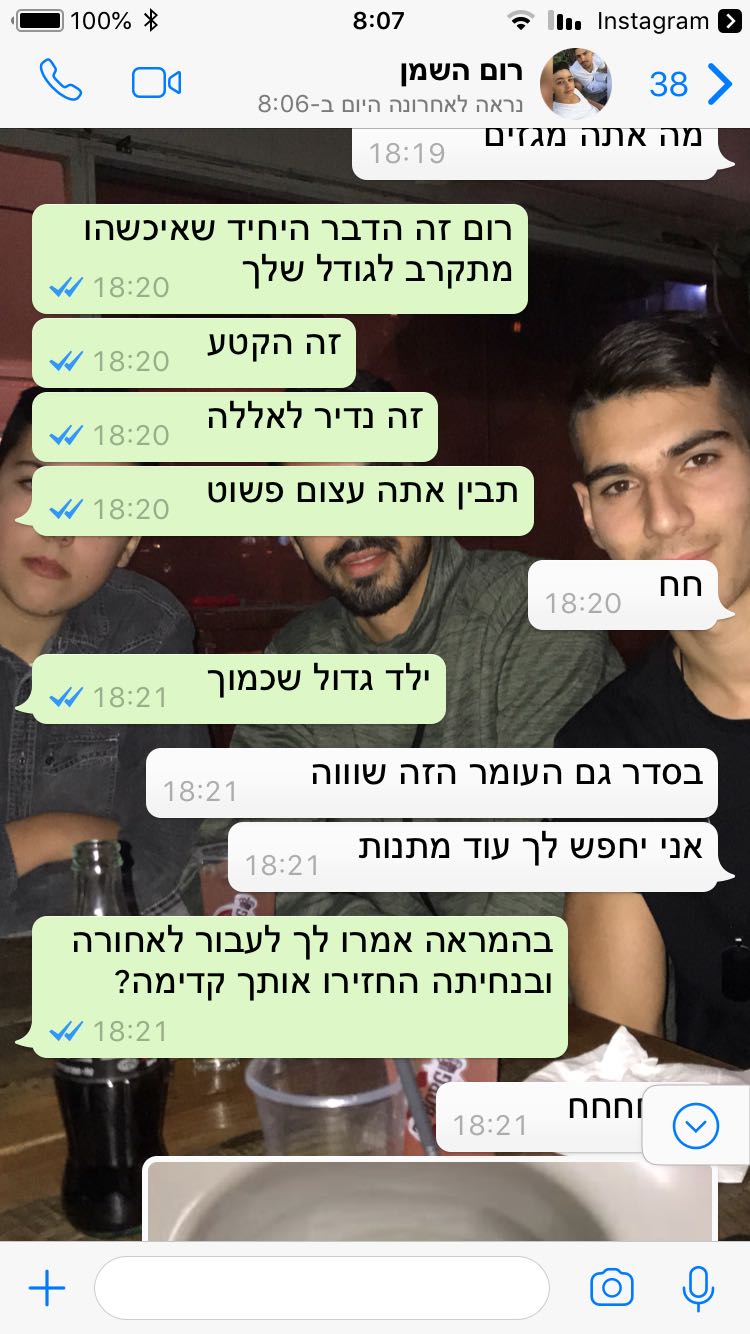 100%
8:07
Instagram
רום השמן
נראה לאחרונה היום ב-8:06
38
מה אתה מגזים
18:19
רום זה הדבר היחיד שאיכשהו
מתקרב לגודל שלך
18:20
זה הקטע
18:20
זה נדיר לאללה
18:20
תבין אתה עצום פשוט
18:20
חח
18:20
ילד גדול שכמוך
18:21
בסדר גם העומר הזה שוווה
18:21
אני יחפש לך עוד מתנות
18:21
בהמראה אמרו לך לעבור לאחורה
ובנחיתה החזירו אותך קדימה?
18:21
18:21